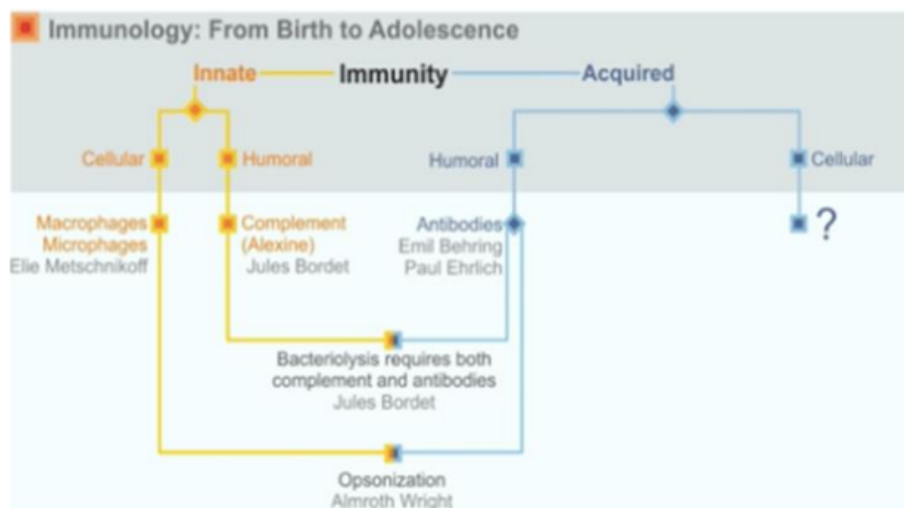 Immunology: From Birth to Adolescence
Innate Immunity Acquired
Cellular Humoral Humoral Cellular
Macrophages
Microphages
Elie Metschnikoff
Complement
(Alexine)
Jules Bordet
Antibodies
Emil Behring
Paul Ehrlich
?
Bacteriolysis requires both
complement and antibodies
Jules Bordet
Opsonization
Almroth Wright